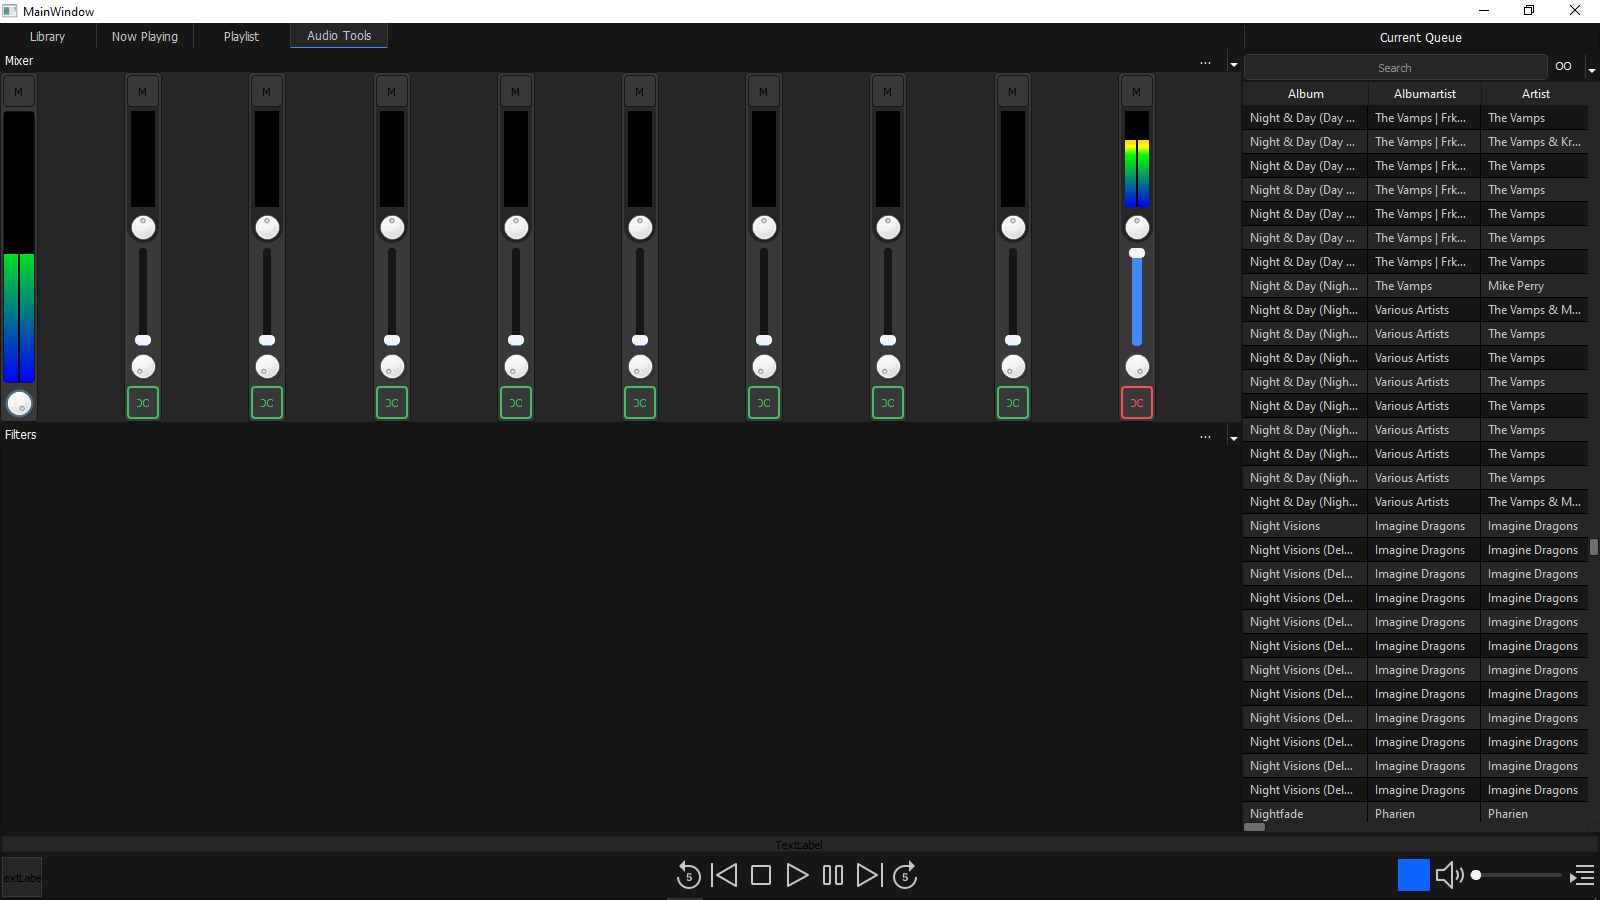 MainWindow
Library Now Playing Playlist Audio Tools
Current Queue
Mixer ...
Search
M M M M M M M M M M
Album Albumartist Artist
Night & Day (Day ... The Vamps | Frk... The Vamps
Night & Day (Day ... The Vamps | Frk... The Vamps & Kr...
Night & Day (Day ... The Vamps | Frk... The Vamps
Night & Day (Day ... The Vamps | Frk... The Vamps
Night & Day (Day ... The Vamps | Frk... The Vamps
Night & Day (Day ... The Vamps | Frk... The Vamps
Night & Day (Day ... The Vamps | Frk... The Vamps
Night & Day (Nigh... The Vamps Mike Perry
Night & Day (Nigh... Various Artists The Vamps & M...
Night & Day (Nigh... Various Artists The Vamps
Night & Day (Nigh... Various Artists The Vamps
Night & Day (Nigh... Various Artists The Vamps
Night & Day (Nigh... Various Artists The Vamps
Night & Day (Nigh... Various Artists The Vamps
Night & Day (Nigh... Various Artists The Vamps
Night & Day (Nigh... Various Artists The Vamps
Night & Day (Nigh... Various Artists The Vamps & M...
Night Visions Imagine Dragons Imagine Dragons
Night Visions (Del... Imagine Dragons Imagine Dragons
Night Visions (Del... Imagine Dragons Imagine Dragons
Night Visions (Del... Imagine Dragons Imagine Dragons
Night Visions (Del... Imagine Dragons Imagine Dragons
Night Visions (Del... Imagine Dragons Imagine Dragons
Night Visions (Del... Imagine Dragons Imagine Dragons
Night Visions (Del... Imagine Dragons Imagine Dragons
Night Visions (Del... Imagine Dragons Imagine Dragons
Night Visions (Del... Imagine Dragons Imagine Dragons
Night Visions (Del... Imagine Dragons Imagine Dragons
Night Visions (Del... Imagine Dragons Imagine Dragons
Nightfade Pharien Pharien
Filters ...
TextLabel
extLabe
5 5